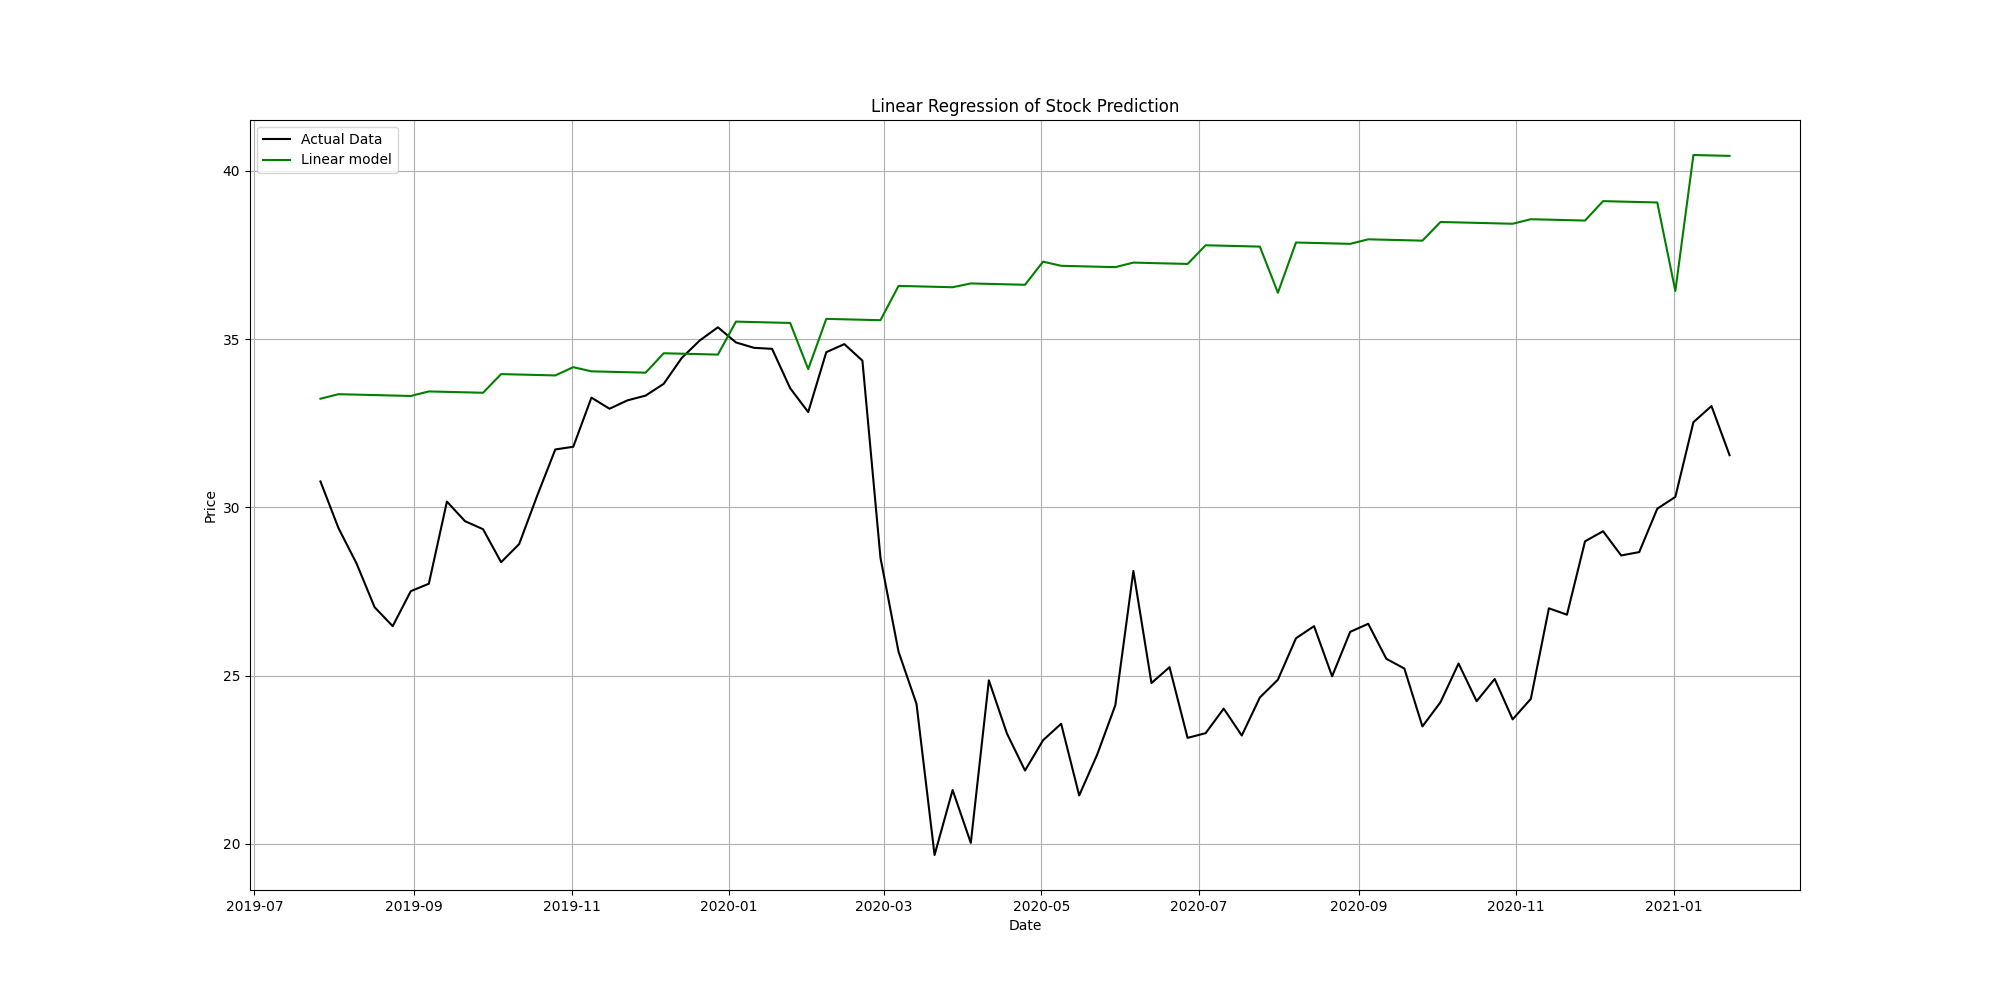 Linear Regression of Stock Prediction
Actual Data
Linear model
Price
40
35
30
25
20
2019-07 2019-09 2019-11 2020-01 2020-03 2020-05 2020-07 2020-09 2020-11 2021-01
Date